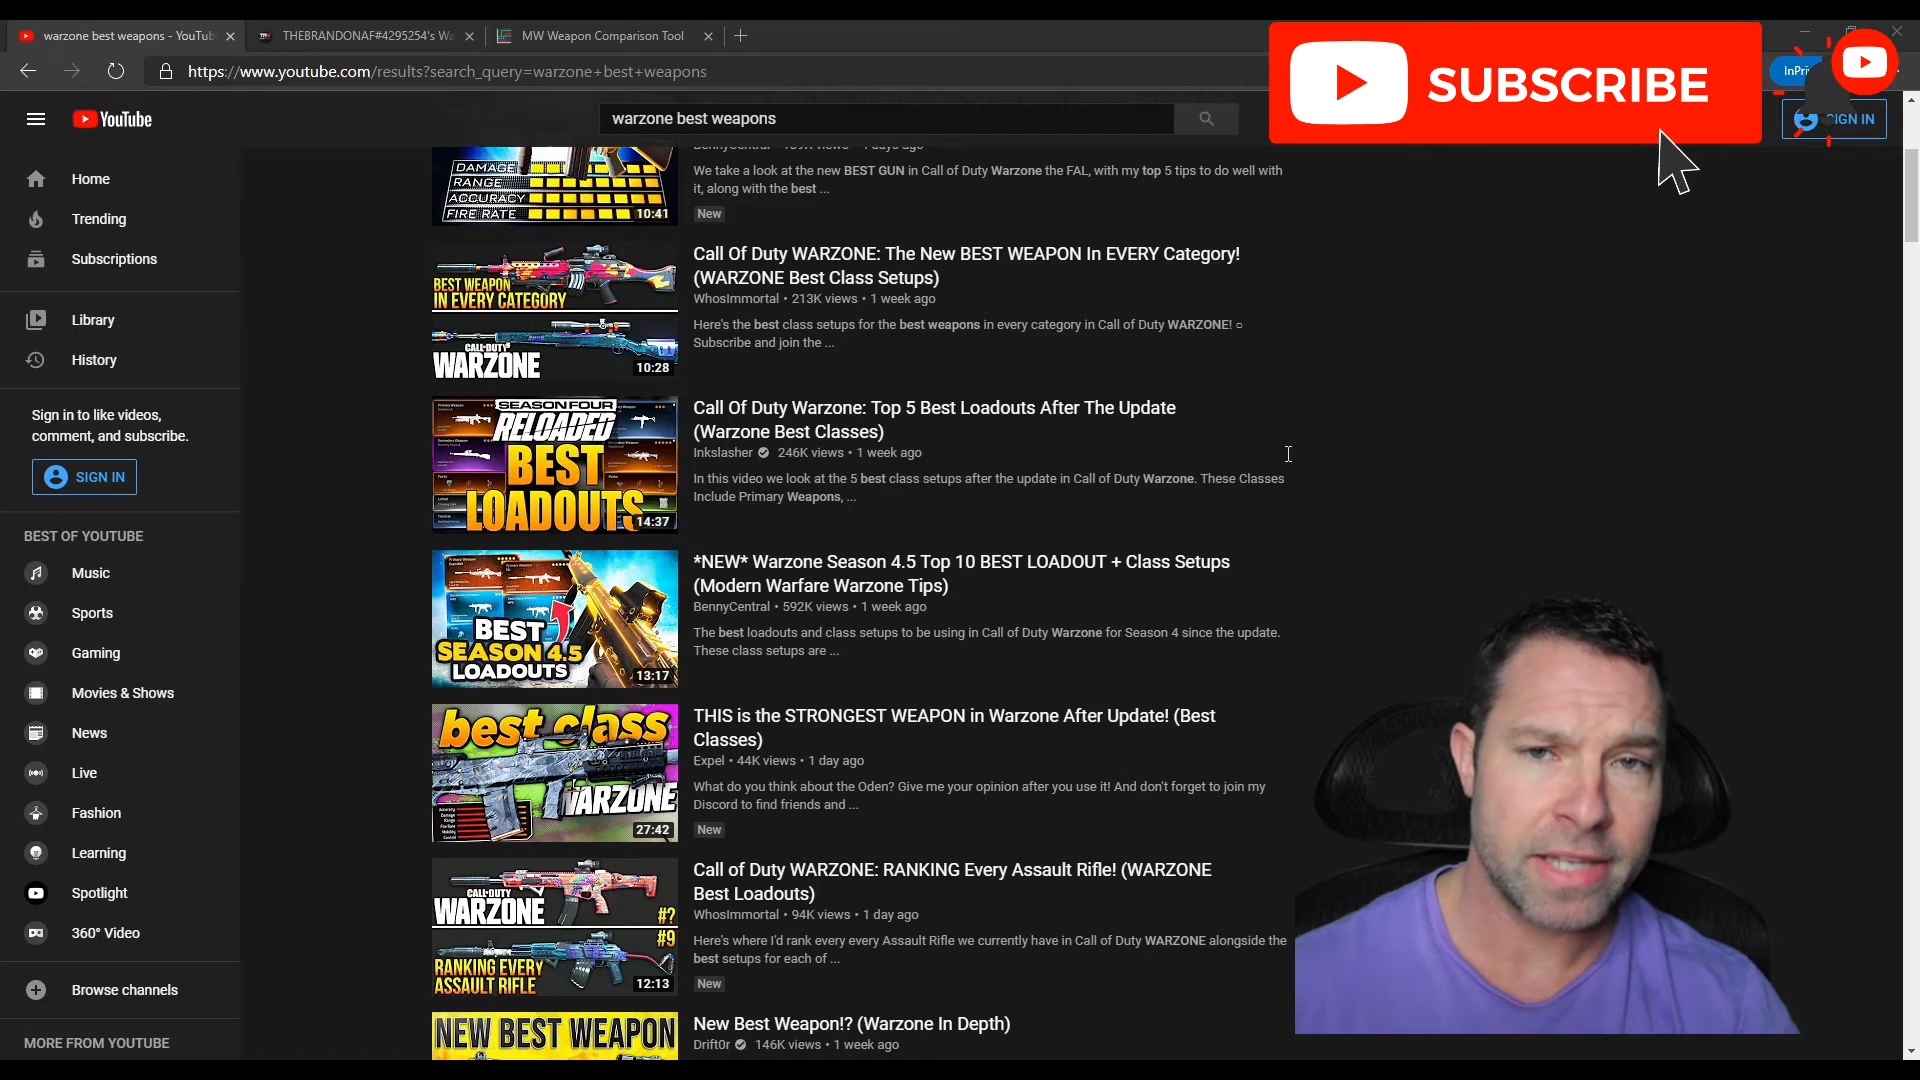 warzone best weapons - YouTub
THEBRANDONAF#4295254's Wa
MW Weapon Comparison Tool
https://www.youtube.com/results?search_query=warzone+best+weapons
SUBSCRIBE
InPri
YouTube
warzone best weapons
SIGN IN
Home
Trending
Subscriptions
Library
History
Sign in to like videos,
comment, and subscribe.
SIGN IN
BEST OF YOUTUBE
Music
Sports
Gaming
Movies & Shows
News
Live
Fashion
Learning
Spotlight
360° Video
Browse channels
MORE FROM YOUTUBE
DAMAGE
RANGE
ACCURACY
FIRE RATE
10:41
We take a look at the new BEST GUN in Call of Duty Warzone the FAL, with my top 5 tips to do well with
it, along with the best ...
New
BEST WEAPON
IN EVERY CATEGORY
CALL OF DUTY
WARZONE
10:28
Call Of Duty WARZONE: The New BEST WEAPON In EVERY Category!
(WARZONE Best Class Setups)
WhosImmortal • 213K views • 1 week ago
Here's the best class setups for the best weapons in every category in Call of Duty WARZONE! ○
Subscribe and join the ...
SEASON FOUR
RELOADED
BEST
LOADOUTS
14:37
Call Of Duty Warzone: Top 5 Best Loadouts After The Update
(Warzone Best Classes)
Inkslasher 246K views • 1 week ago
In this video we look at the 5 best class setups after the update in Call of Duty Warzone. These Classes
Include Primary Weapons, ...
BEST
SEASON 4.5
LOADOUTS
13:17
*NEW* Warzone Season 4.5 Top 10 BEST LOADOUT + Class Setups
(Modern Warfare Warzone Tips)
BennyCentral • 592K views • 1 week ago
The best loadouts and class setups to be using in Call of Duty Warzone for Season 4 since the update.
These class setups are ...
best class
WARZONE
27:42
THIS is the STRONGEST WEAPON in Warzone After Update! (Best
Classes)
Expel • 44K views • 1 day ago
What do you think about the Oden? Give me your opinion after you use it! And don't forget to join my
Discord to find friends and ...
New
CALL OF DUTY
WARZONE
#?
#9
RANKING EVERY
ASSAULT RIFLE
12:13
Call of Duty WARZONE: RANKING Every Assault Rifle! (WARZONE
Best Loadouts)
WhosImmortal • 94K views • 1 day ago
Here's where I'd rank every every Assault Rifle we currently have in Call of Duty WARZONE alongside the
best setups for each of ...
New
NEW BEST WEAPON
New Best Weapon!? (Warzone In Depth)
Drift0r 146K views • 1 week ago